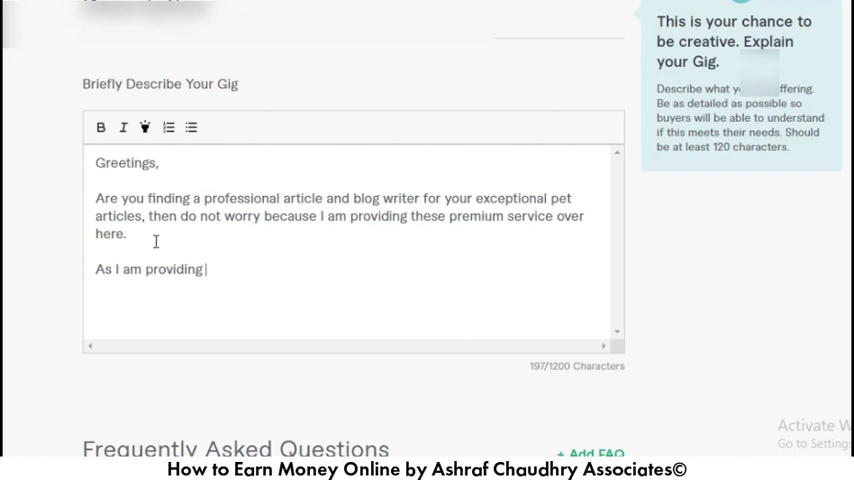 This is your chance to
be creative. Explain
your Gig.
Describe what
Be as detailed as possible so
buyers will be able to understand
if this meets their needs. Should
be at least 120 characters.
Briefly Describe Your Gig
B I
Greetings,
Are you finding a professional article and blog writer for your exceptional pet
articles, then do not worry because I am providing these premium service over
here.
As I am providing
197/1200 Characters
Activate W
Go to Setting
Frequently Asked Questions
+ Add FAQ
How to Earn Money Online by Ashraf Chaudhry Associates©